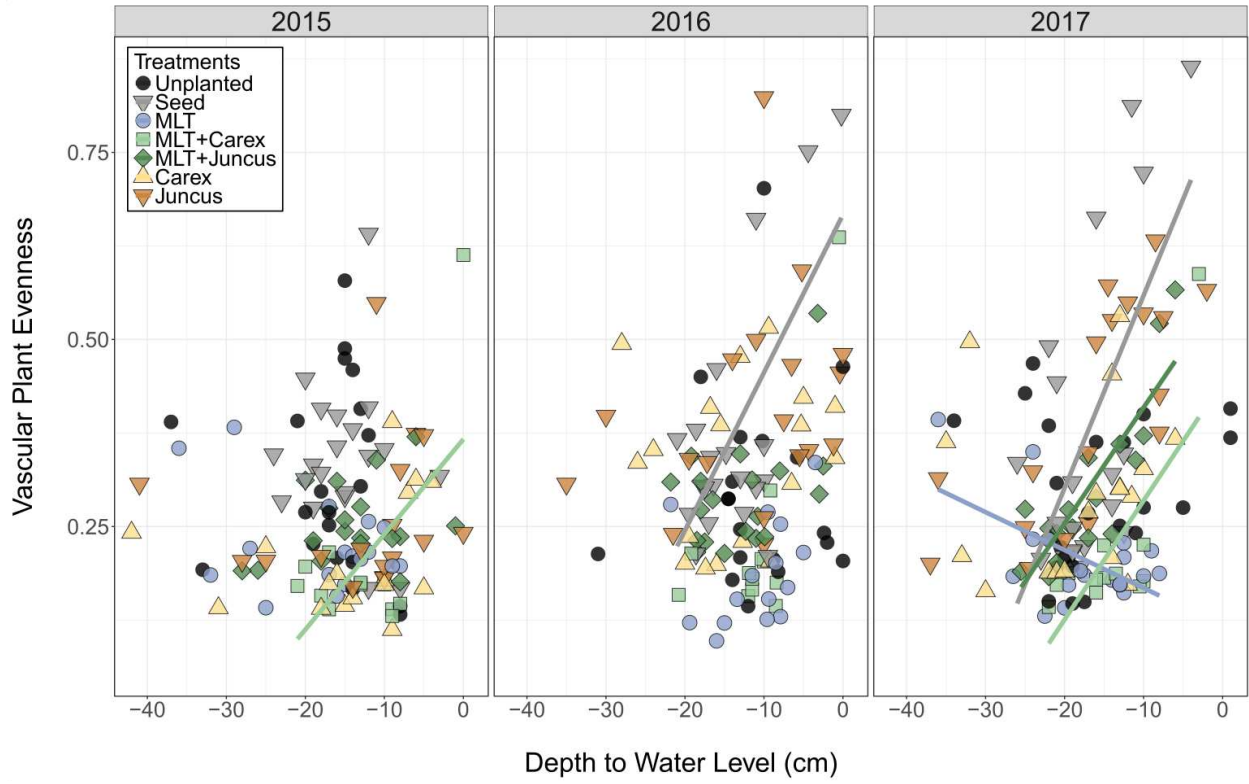 2015 2016 2017
Treatments
Unplanted
Seed
MLT
MLT+Carex
MLT+Juncus
Carex
Juncus
Vascular Plant Evenness
0.75
0.50
0.25
−40 −30 −20 −10 0 −40 −30 −20 −10 0 −40 −30 −20 −10 0
Depth to Water Level (cm)